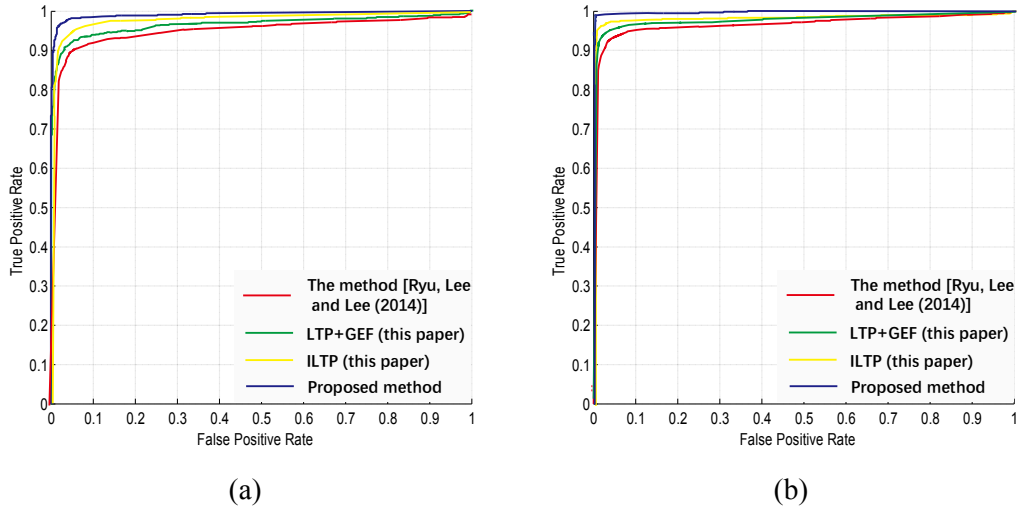 1
0.9
0.8
0.7
0.6
0.5
0.4
0.3
0.2
0.1
0
True Positive Rate
0 0.1 0.2 0.3 0.4 0.5 0.6 0.7 0.8 0.9 1
False Positive Rate
The method [Ryu, Lee
and Lee (2014)]
LTP+GEF (this paper)
ILTP (this paper)
Proposed method
(a)
1
0.9
0.8
0.7
0.6
0.5
0.4
0.3
0.2
0.1
0
True Positive Rate
0 0.1 0.2 0.3 0.4 0.5 0.6 0.7 0.8 0.9 1
False Positive Rate
The method [Ryu, Lee
and Lee (2014)]
LTP+GEF (this paper)
ILTP (this paper)
Proposed method
(b)